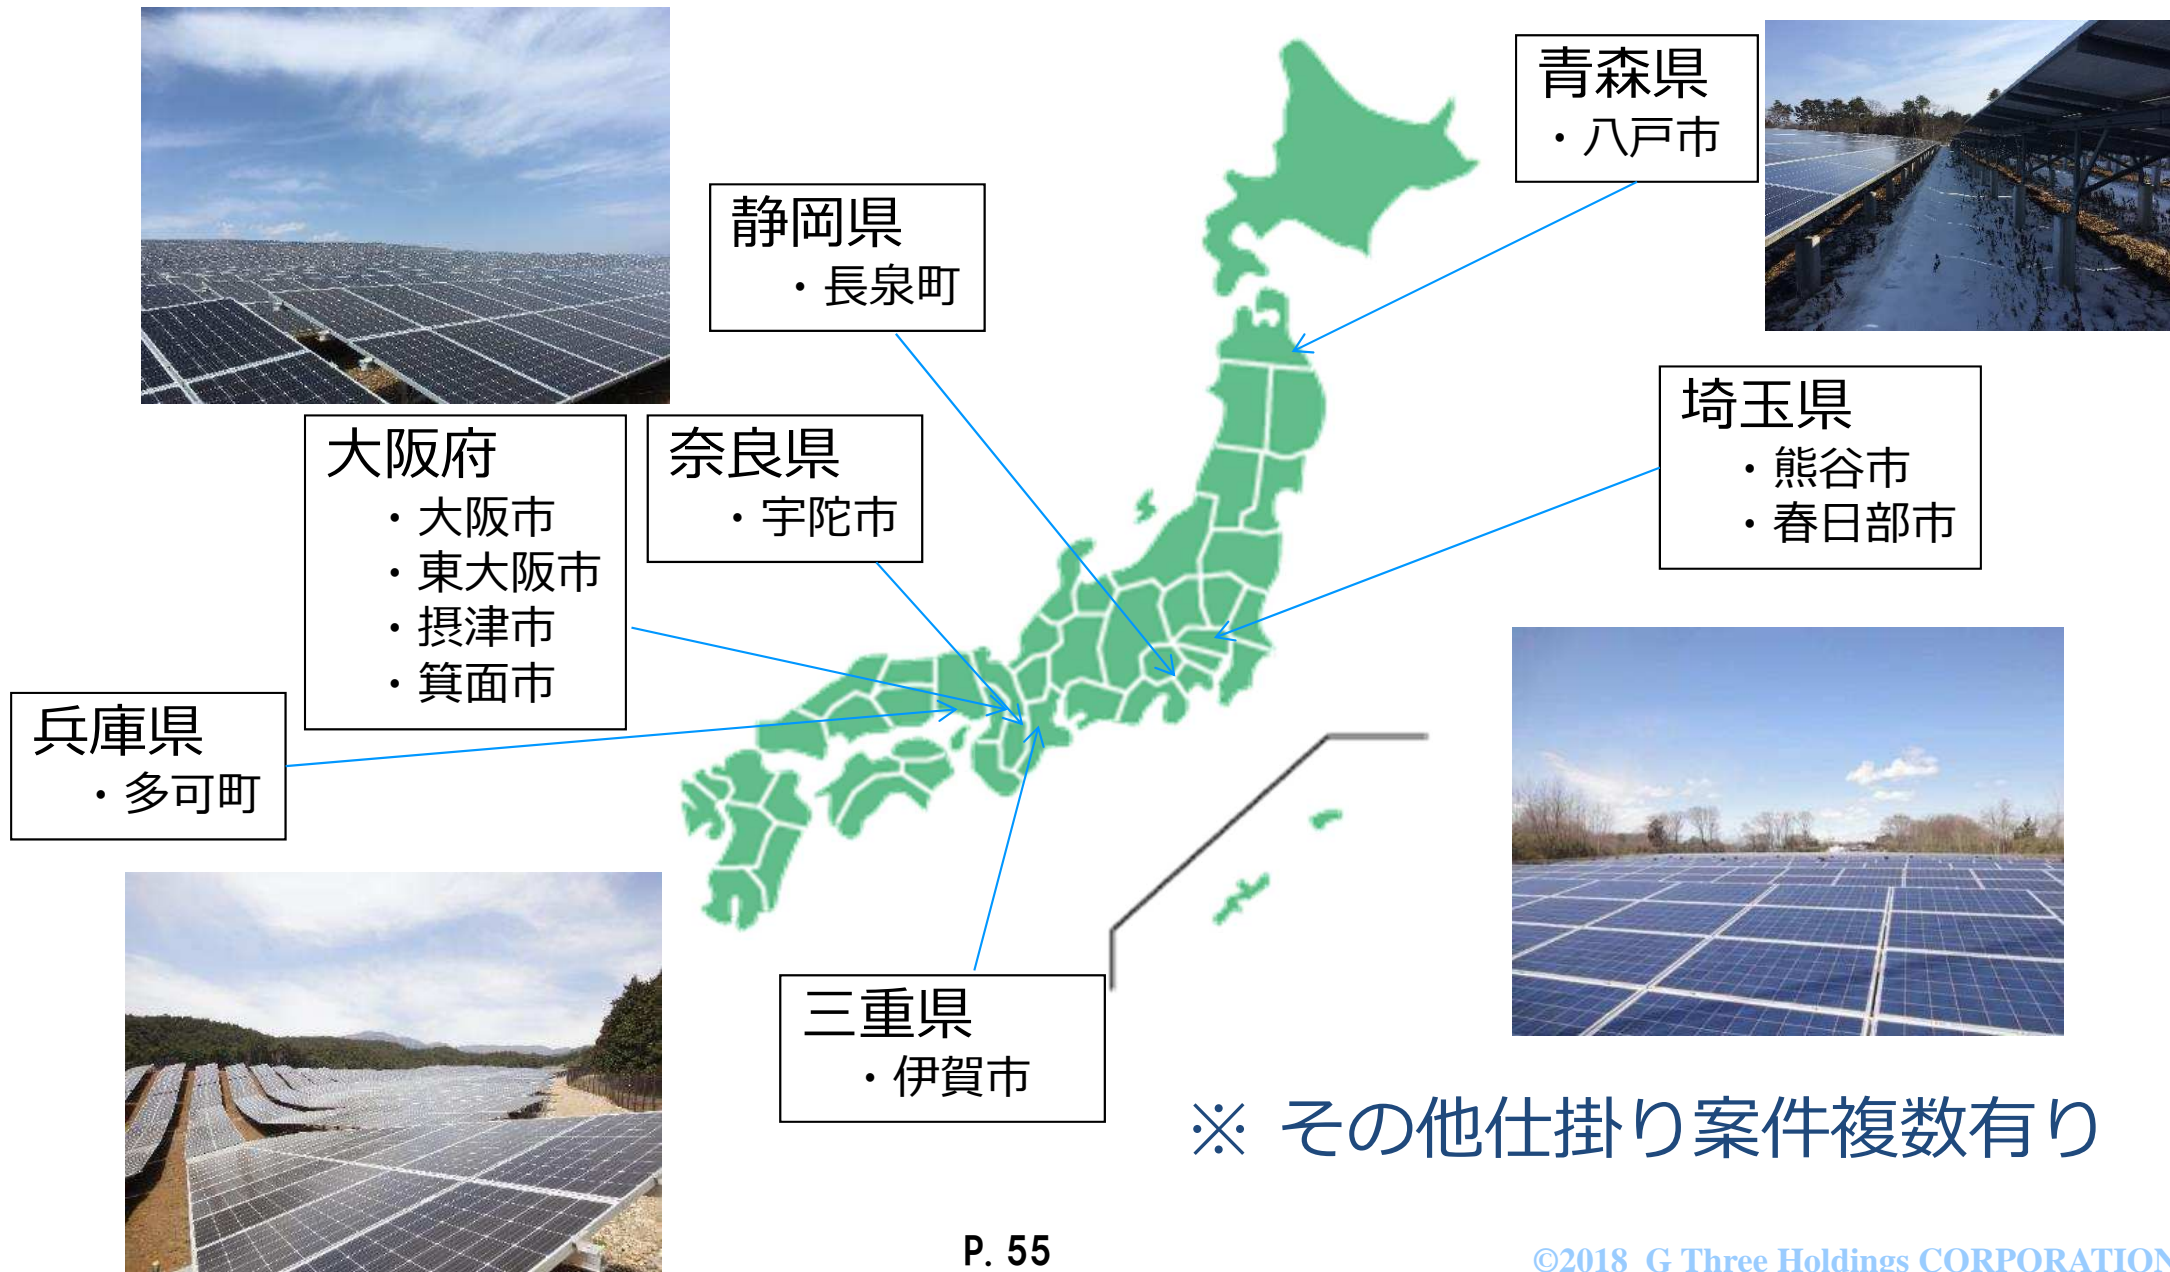 青森県
・八戸市
静岡県
・長泉町
埼玉県
・熊谷市
・春日部市
大阪府
・大阪市
・東大阪市
・摂津市
・箕面市
奈良県
・宇陀市
兵庫県
・多可町
三重県
・伊賀市
※ その他仕掛り案件複数有り
P. 55
©2018 G Three Holdings CORPORATION